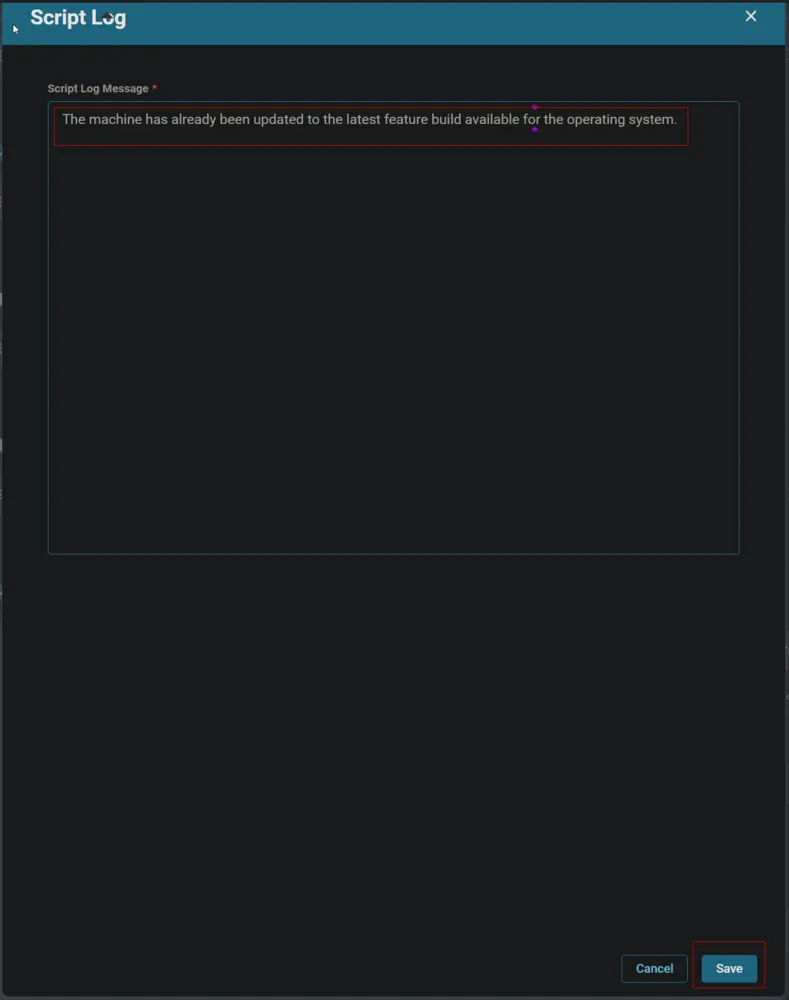 Script Log
Script Log Message *
The machine has already been updated to the latest feature build available for the operating system.
Cancel
Save